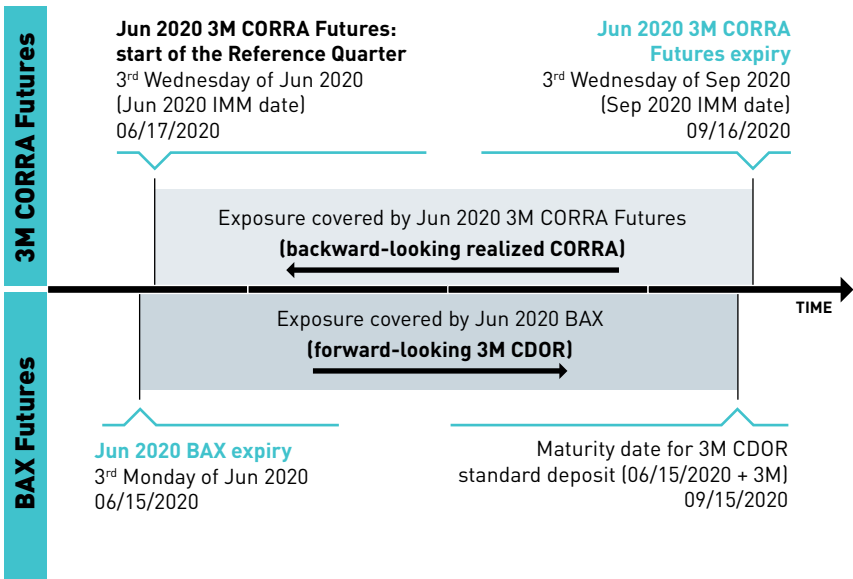 3M CORRA Futures
Jun 2020 3M CORRA Futures:
start of the Reference Quarter
3rd Wednesday of Jun 2020
(Jun 2020 IMM date)
06/17/2020
Jun 2020 3M CORRA
Futures expiry
3rd Wednesday of Sep 2020
(Sep 2020 IMM date)
09/16/2020
Exposure covered by Jun 2020 3M CORRA Futures
(backward-looking realized CORRA)
TIME
BAX Futures
Exposure covered by Jun 2020 BAX
(forward-looking 3M CDOR)
Jun 2020 BAX expiry
3rd Monday of Jun 2020
06/15/2020
Maturity date for 3M CDOR
standard deposit (06/15/2020 + 3M)
09/15/2020